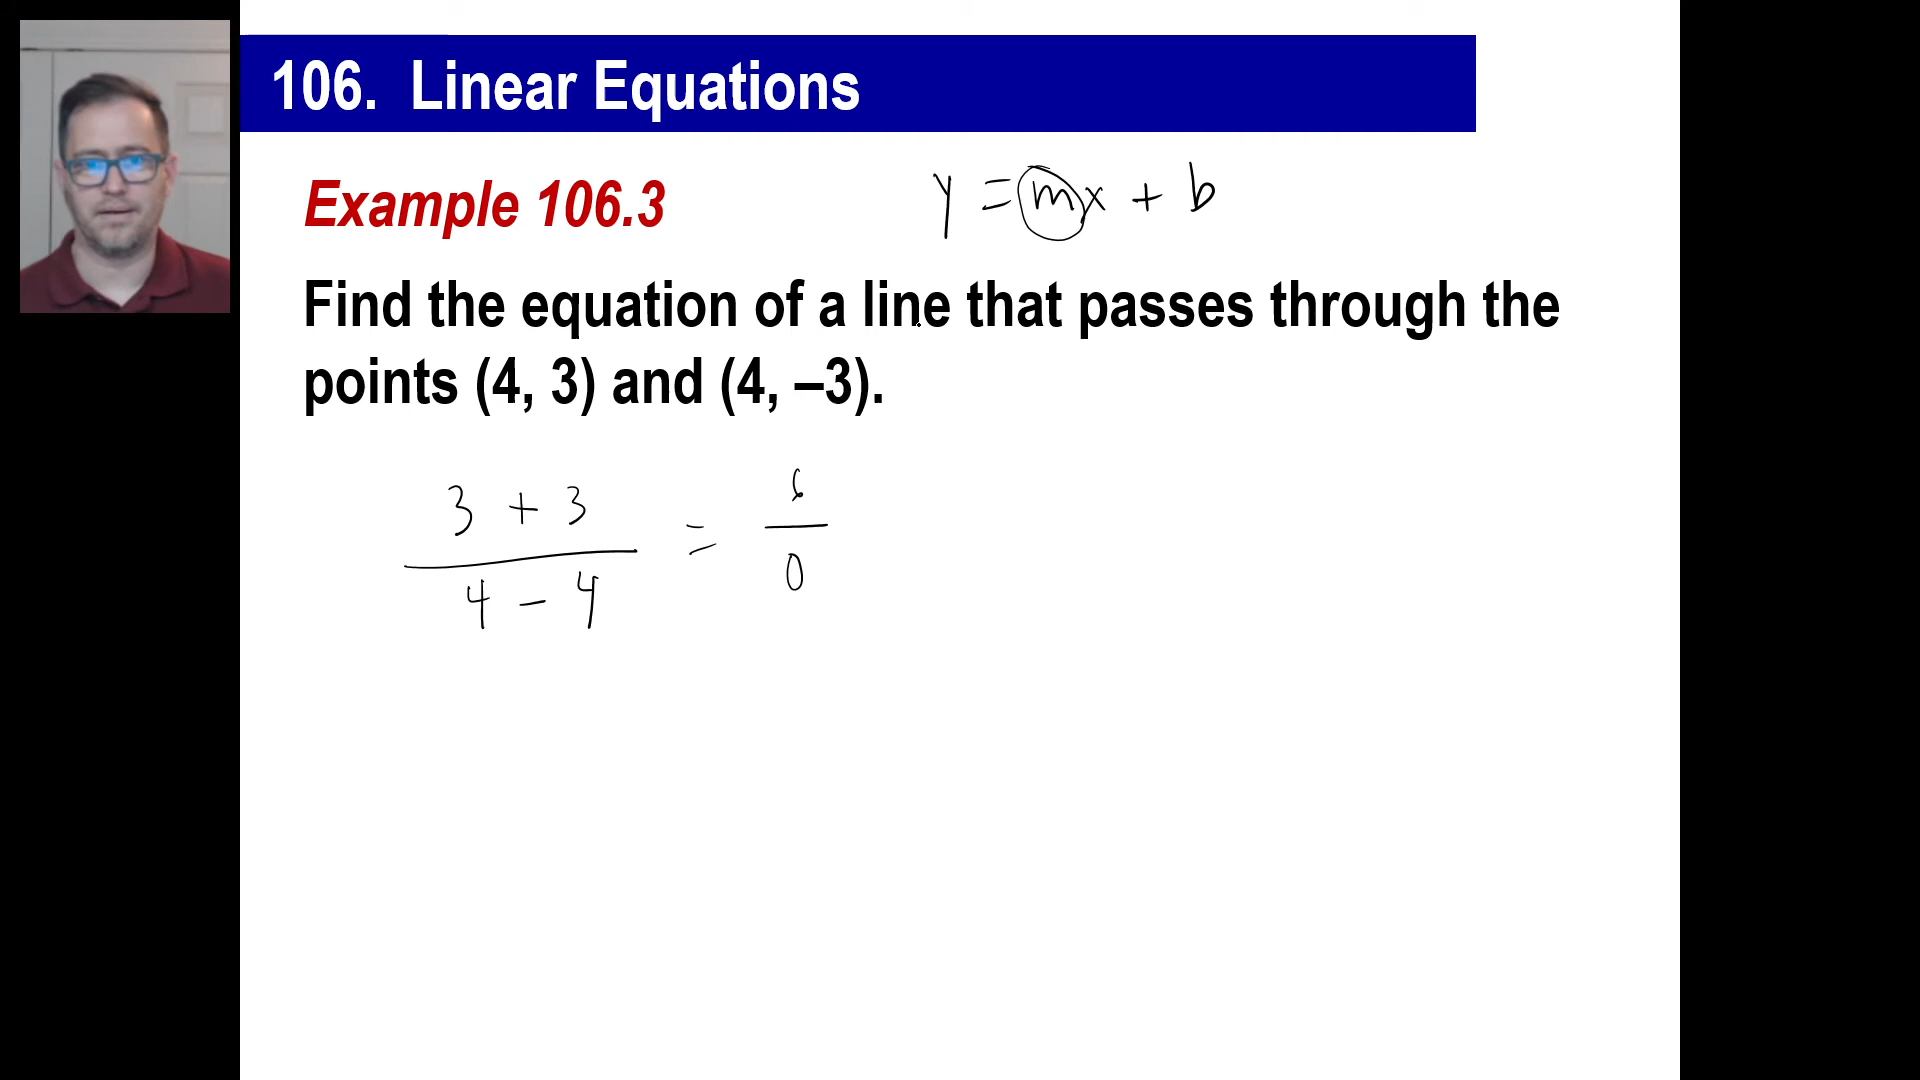 106. Linear Equations
Example 106.3
y = mx + b
Find the equation of a line that passes through the
points (4, 3) and (4, –3).
3 + 3
4 – 4
=
6
0